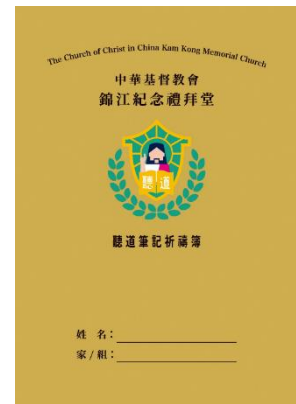 The Church of Christ in China Kam Kong Memorial Church
中華基督教會
錦江紀念禮拜堂
聽 道
聽道筆記祈禱簿
姓 名：
家 / 組：